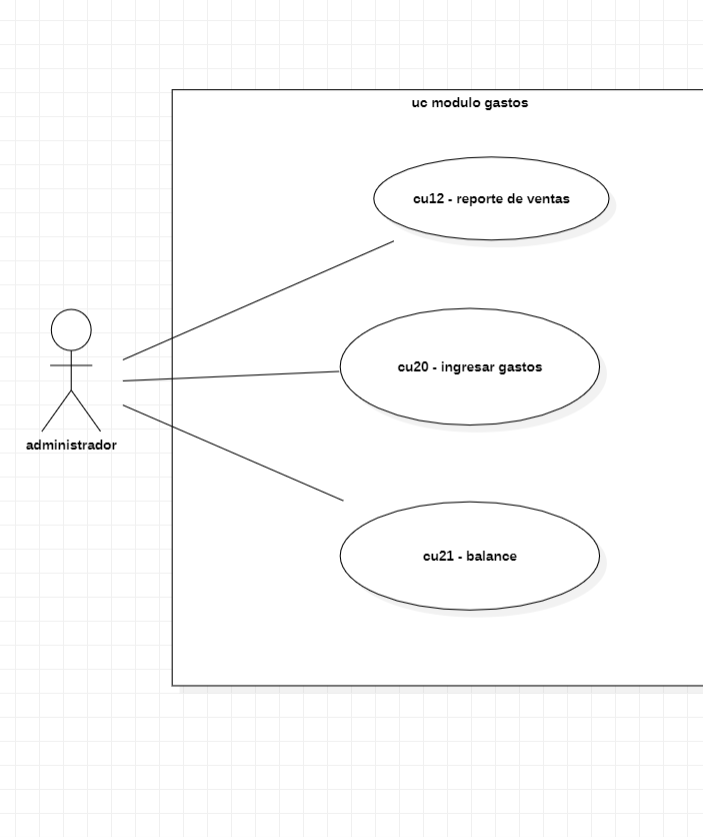 uc modulo gastos
cu12 - reporte de ventas
cu20 - ingresar gastos
administrador
cu21 - balance